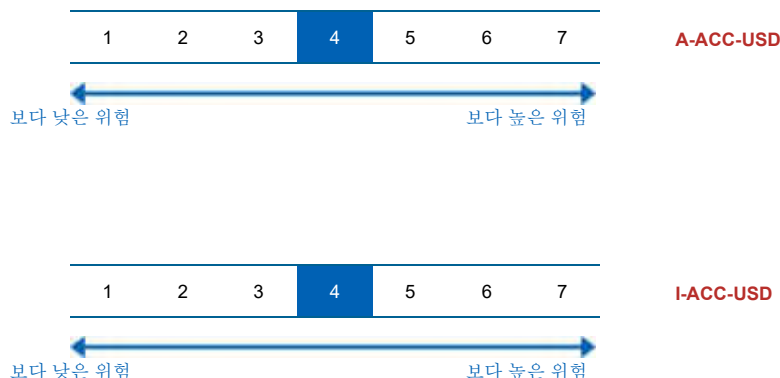 1 2 3 4 5 6 7 A-ACC-USD
보다 낮은 위험 보다 높은 위험
1 2 3 4 5 6 7 I-ACC-USD
보다 낮은 위험 보다 높은 위험